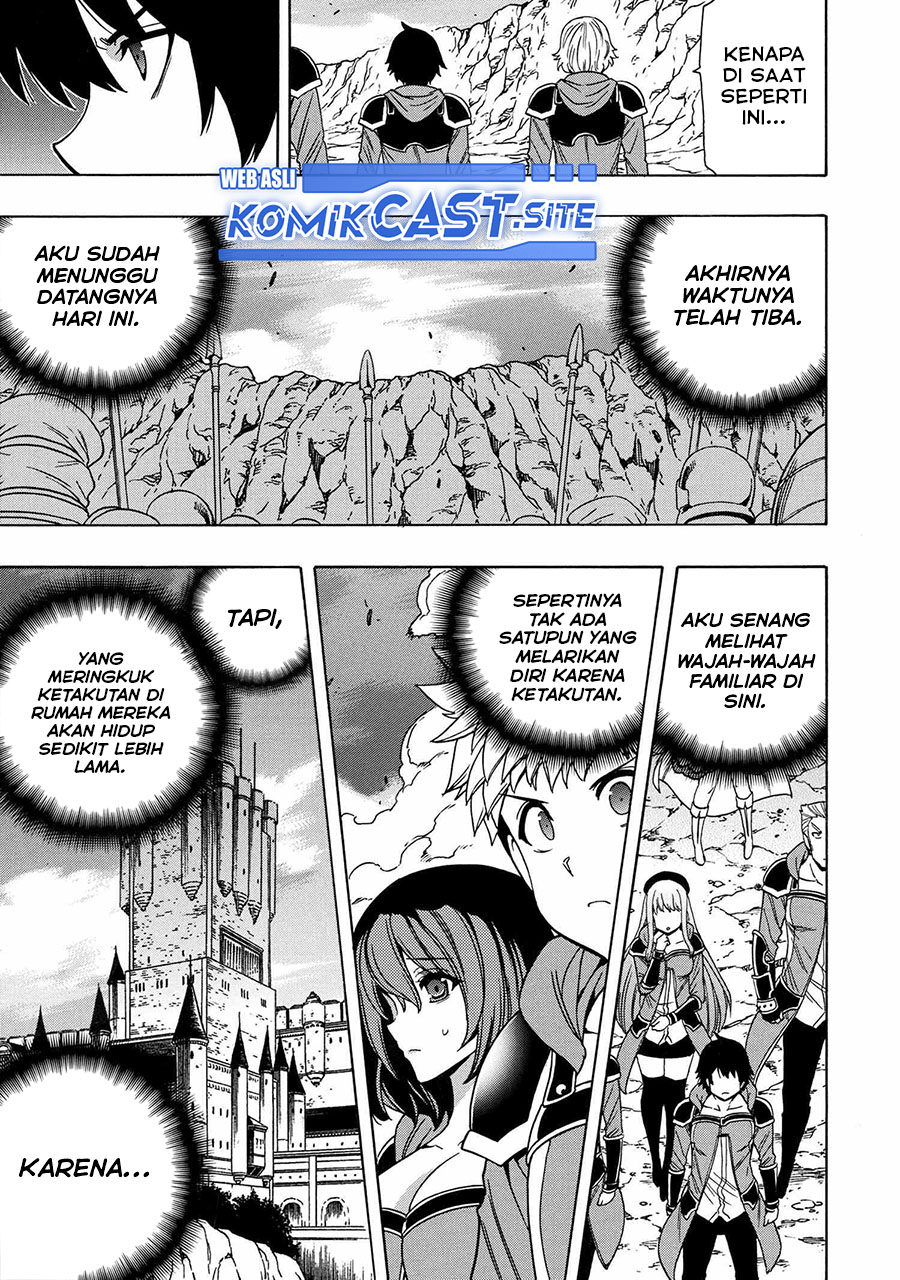 KENAPA
DI SAAT
SEPERTI
INI...
WEB ASLI
KOMIKCAST.SITE
AKHIRNYA
WAKTUNYA
TELAH TIBA.
AKU SUDAH
MENUNGGU
DATANGNYA
HARI INI.
AKU SENANG
MELIHAT
WAJAH-WAJAH
FAMILIAR DI
SINI.
SEPERTINYA
TAK ADA
SATUPUN YANG
MELARIKAN
DIRI KARENA
KETAKUTAN.
TAPI,
YANG
MERINGKUK
KETAKUTAN DI
RUMAH MEREKA
AKAN HIDUP
SEDIKIT LEBIH
LAMA.
KARENA...